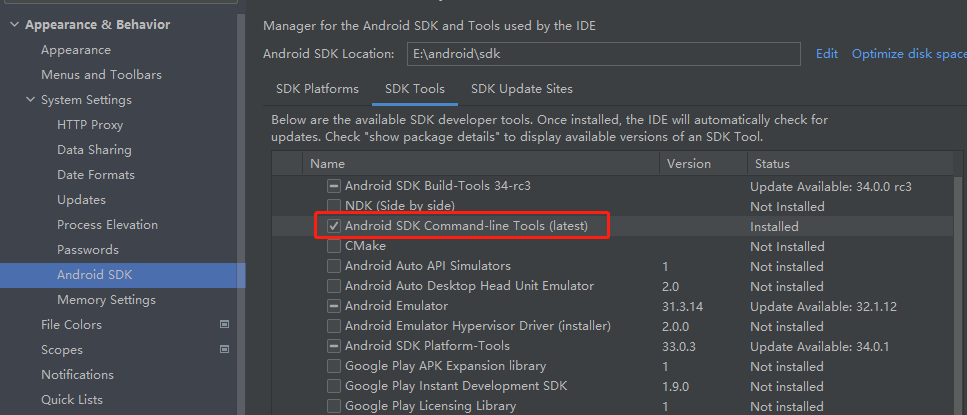 Appearance & Behavior
Appearance
Menus and Toolbars
System Settings
HTTP Proxy
Data Sharing
Date Formats
Updates
Process Elevation
Passwords
Android SDK
Memory Settings
File Colors
Scopes
Notifications
Quick Lists
Manager for the Android SDK and Tools used by the IDE
Android SDK Location: E:\android\sdk Edit Optimize disk space
SDK Platforms SDK Tools SDK Update Sites
Below are the available SDK developer tools. Once installed, the IDE will automatically check for
updates. Check "show package details" to display available versions of an SDK Tool.
Name Version Status
Android SDK Build-Tools 34-rc3 Update Available: 34.0.0 rc3
NDK (Side by side) Not Installed
Android SDK Command-line Tools (latest) Installed
CMake Not Installed
Android Auto API Simulators 1 Not installed
Android Auto Desktop Head Unit Emulator 2.0 Not installed
Android Emulator 31.3.14 Update Available: 32.1.12
Android Emulator Hypervisor Driver (installer) 2.0.0 Not installed
Android SDK Platform-Tools 33.0.3 Update Available: 34.0.1
Google Play APK Expansion library 1 Not installed
Google Play Instant Development SDK 1.9.0 Not installed
Google Play Licensing Library 1 Not installed